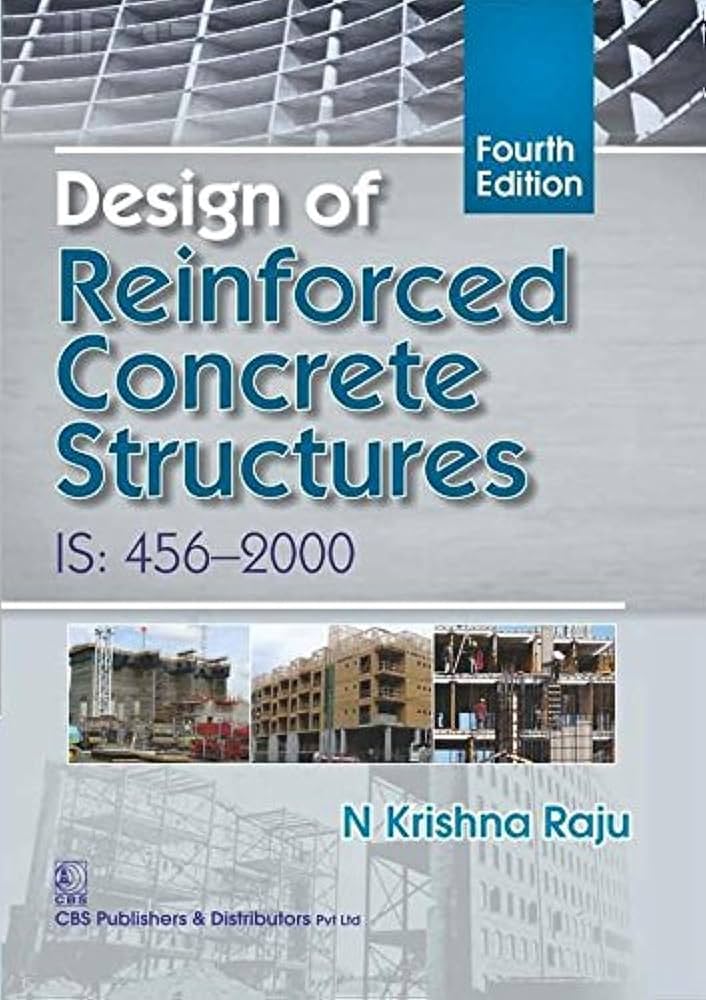 Fourth
Edition
Design of
Reinforced
Concrete
Structures
IS: 456–2000
N Krishna Raju
CBS
CBS Publishers & Distributors Pvt Ltd